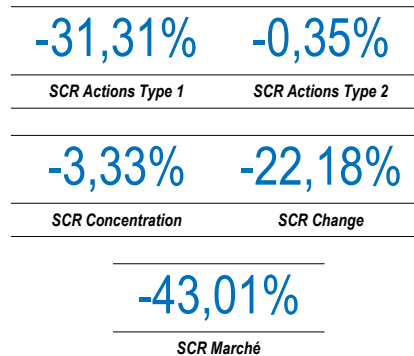 -31,31% -0,35%
SCR Actions Type 1 SCR Actions Type 2
-3,33% -22,18%
SCR Concentration SCR Change
-43,01%
SCR Marché